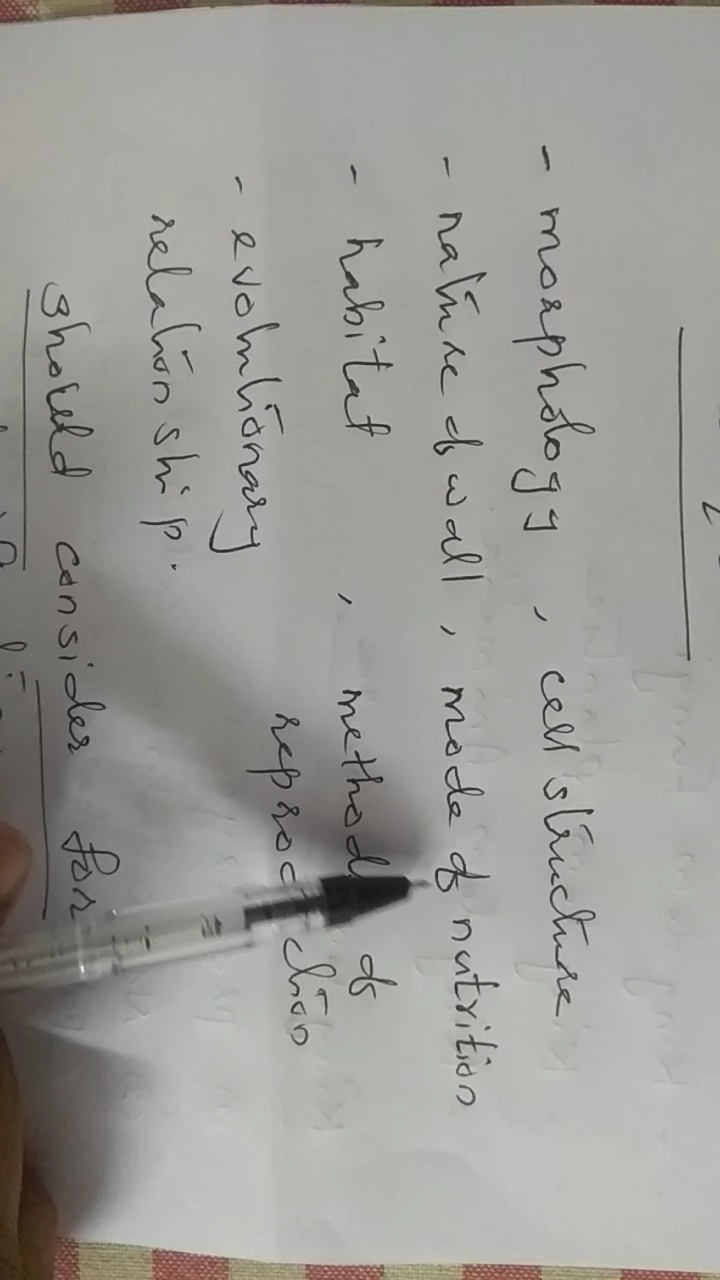 - morphology, cell structure
- nature of wall, mode of nutrition
- habitat, method of
reproduction
- evolutionary
relationship.
should consider for